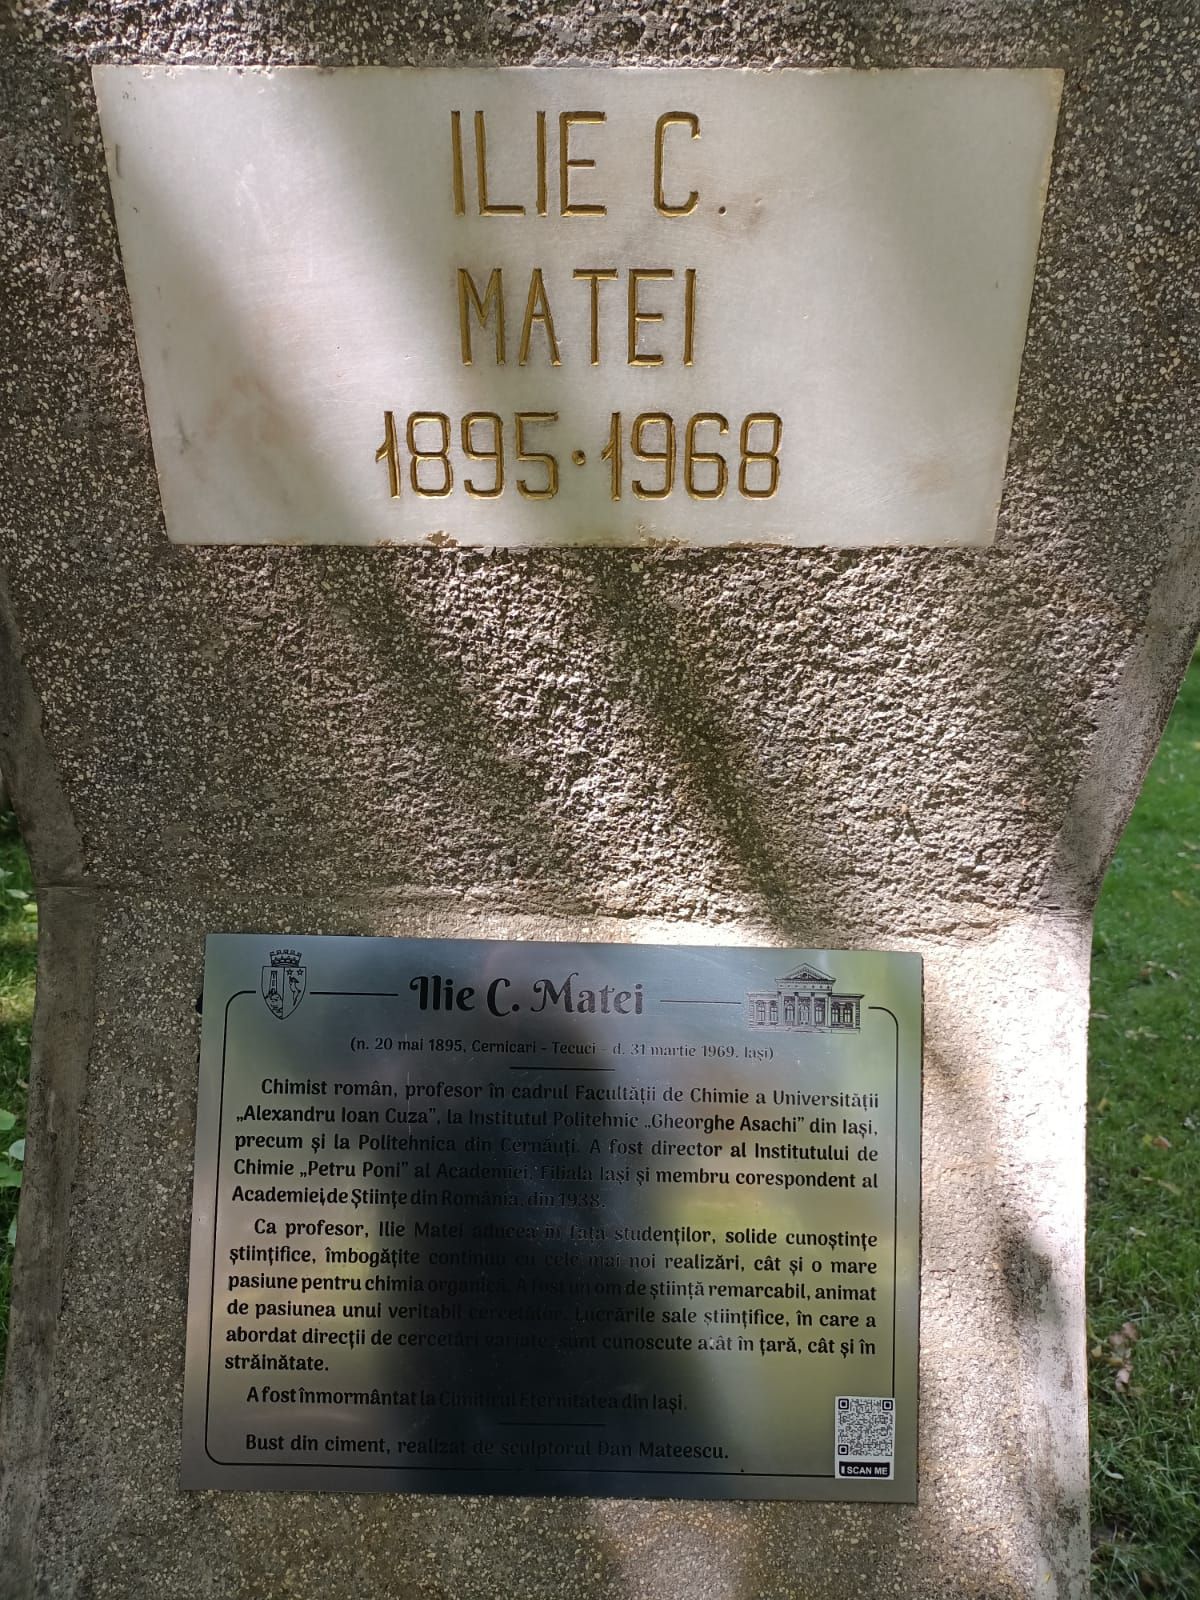 ILIE C.
MATEI
1895·1968
Ilie C. Matei
(n. 20 mai 1895, Cernicari - Tecuci - d. 31 martie 1969, Iași)
Chimist român, profesor în cadrul Facultății de Chimie a Universității
„Alexandru Ioan Cuza”, la Institutul Politehnic „Gheorghe Asachi” din Iași,
precum și la Politehnica din Cernăuți. A fost director al Institutului de
Chimie „Petru Poni” al Academiei, Filiala Iași și membru corespondent al
Academiei de Științe din România, din 1938.
Ca profesor, Ilie Matei aducea în fața studenților, solide cunoștințe
științifice, îmbogățite continuu cu cele mai noi realizări, cât și o mare
pasiune pentru chimia organică. A fost un om de știință remarcabil, animat
de pasiunea unui veritabil cercetător. Lucrările sale științifice, în care a
abordat direcții de cercetări variate, sunt cunoscute atât în țară, cât și în
străinătate.
A fost înmormântat la Cimitirul Eternitatea din Iași.
Bust din ciment, realizat de sculptorul Dan Mateescu.
SCAN ME